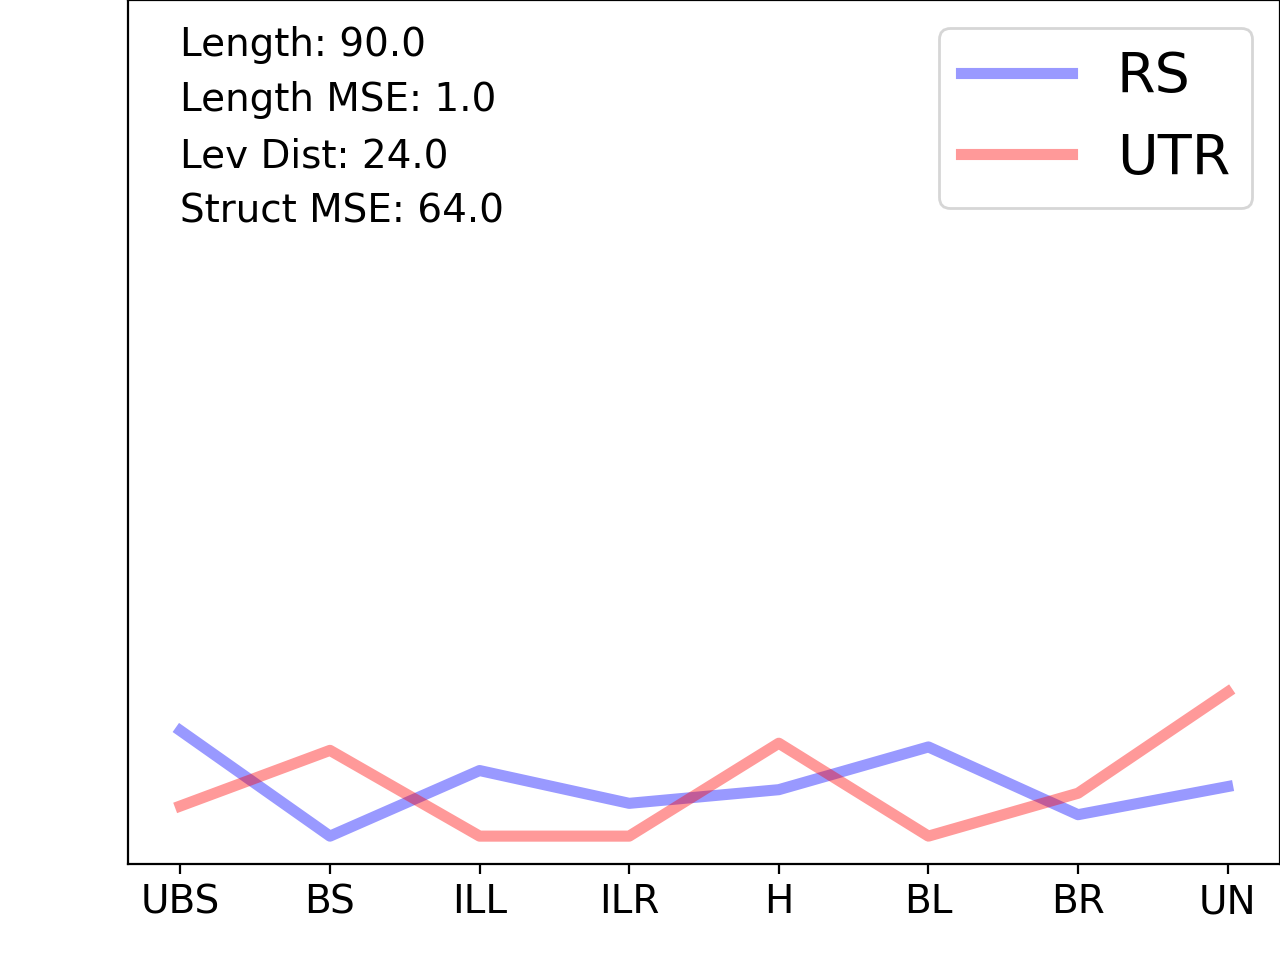 Length: 90.0
Length MSE: 1.0
Lev Dist: 24.0
Struct MSE: 64.0
RS
UTR
UBS BS ILL ILR H BL BR UN